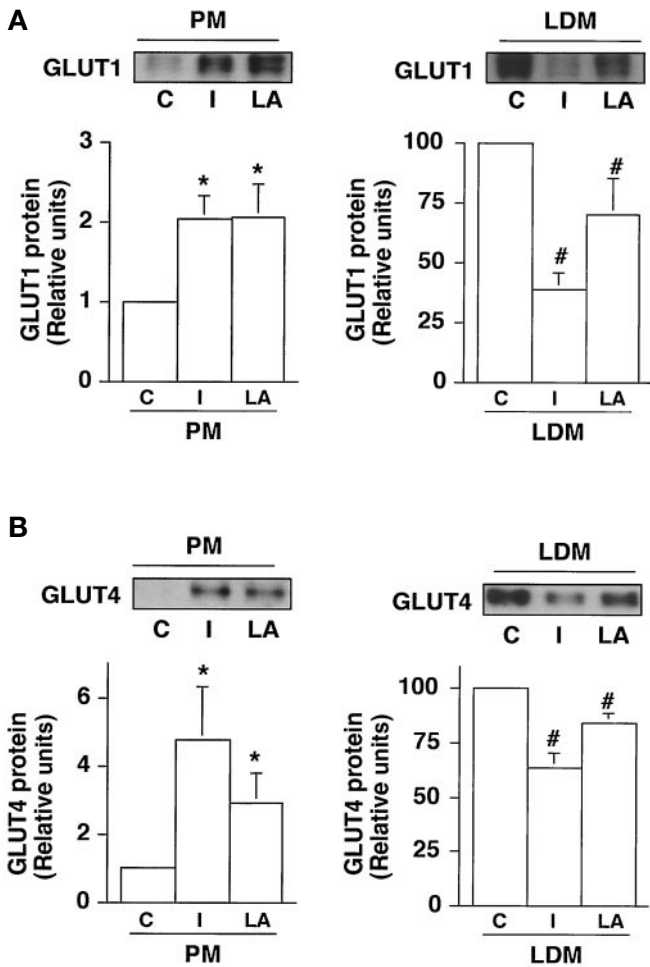 A
PM
GLUT1
C I LA
GLUT1 protein
(Relative units)
3
2
1
0
* *
C I LA
PM
LDM
GLUT1
C I LA
GLUT1 protein
(Relative units)
100
75
50
25
0
# #
C I LA
LDM
B
PM
GLUT4
C I LA
GLUT4 protein
(Relative units)
6
4
2
0
* *
C I LA
PM
LDM
GLUT4
C I LA
GLUT4 protein
(Relative units)
100
75
50
25
0
# #
C I LA
LDM